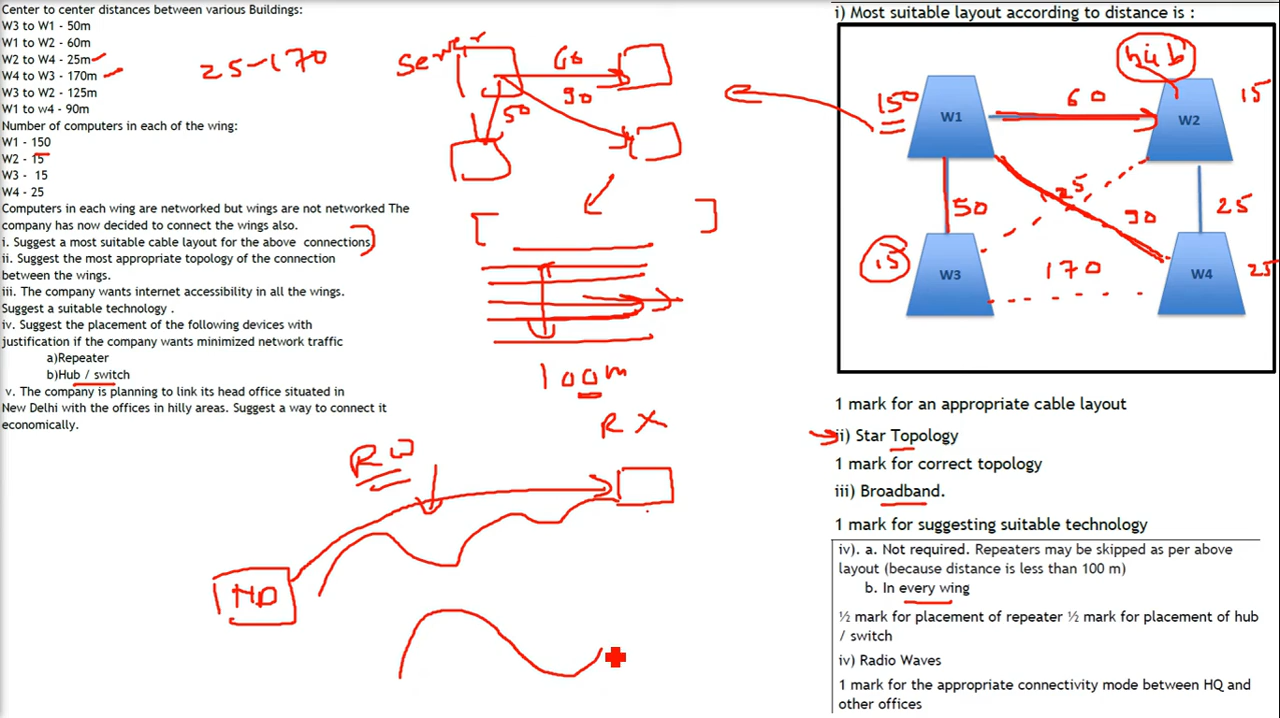 Center to center distances between various Buildings:
W3 to W1 - 50m
W1 to W2 - 60m
W2 to W4 - 25m
W4 to W3 - 170m
W3 to W2 - 125m
W1 to w4 - 90m
Number of computers in each of the wing:
W1 - 150
W2 - 15
W3 - 15
W4 - 25
Computers in each wing are networked but wings are not networked The
company has now decided to connect the wings also.
i. Suggest a most suitable cable layout for the above connections
ii. Suggest the most appropriate topology of the connection
between the wings.
iii. The company wants internet accessibility in all the wings.
Suggest a suitable technology .
iv. Suggest the placement of the following devices with
justification if the company wants minimized network traffic
a)Repeater
b)Hub / switch
v. The company is planning to link its head office situated in
New Delhi with the offices in hilly areas. Suggest a way to connect it
economically.
25-170
Server
60
90
50
100m
R X
RW
HO
i) Most suitable layout according to distance is :
hub
150
W1
60
W2
15
50
25
90
25
15
W3
170
W4
25
1 mark for an appropriate cable layout
ii) Star Topology
1 mark for correct topology
iii) Broadband.
1 mark for suggesting suitable technology
iv). a. Not required. Repeaters may be skipped as per above
layout (because distance is less than 100 m)
b. In every wing
½ mark for placement of repeater ½ mark for placement of hub
/ switch
iv) Radio Waves
1 mark for the appropriate connectivity mode between HQ and
other offices